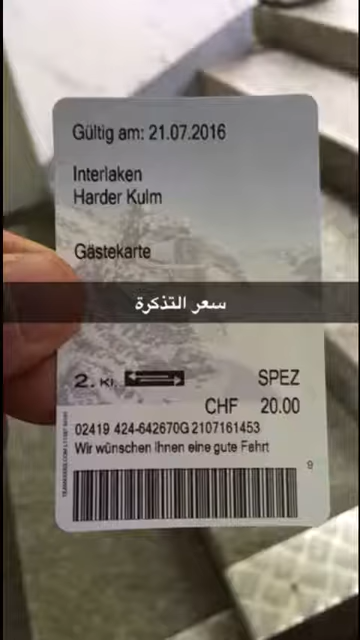 Gültig am: 21.07.2016
Interlaken
Harder Kulm
Gästekarte
سعر التذكرة
2. Kl.
SPEZ
CHF 20.00
02419 424-642670G 2107161453
Wir wünschen Ihnen eine gute Fahrt
9